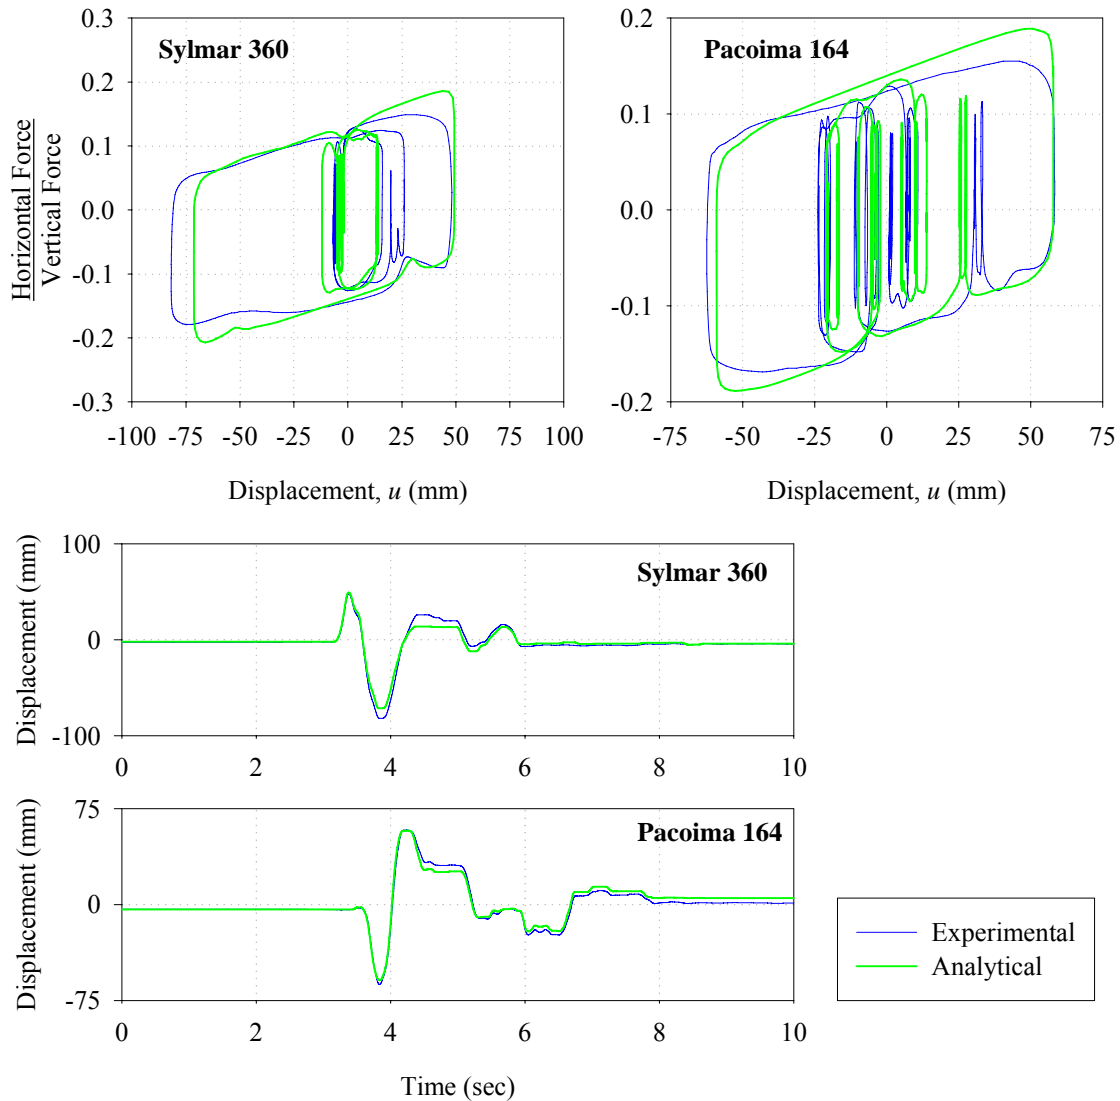 Sylmar 360
Horizontal Force
Vertical Force
0.3
0.2
0.1
0.0
-0.1
-0.2
-0.3
-100 -75 -50 -25 0 25 50 75 100
Displacement, u (mm)
Pacoima 164
0.2
0.1
0.0
-0.1
-0.2
-75 -50 -25 0 25 50 75
Displacement, u (mm)
Sylmar 360
Displacement (mm)
100
0
-100
0 2 4 6 8 10
Pacoima 164
Displacement (mm)
75
0
-75
0 2 4 6 8 10
Time (sec)
Experimental
Analytical